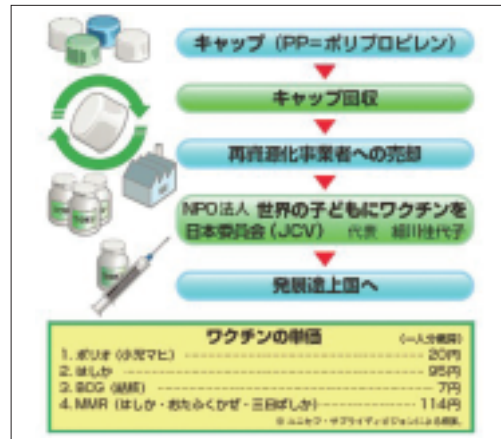 キャップ（PP＝ポリプロピレン）
キャップ回収
再資源化事業者への売却
NPO法人 世界の子どもにワクチンを
日本委員会（JCV） 代表 細川佳代子
発展途上国へ
ワクチンの単価 （一人分概算）
1. ポリオ（小児マヒ） 20円
2. はしか 95円
3. BCG（結核） 7円
4. MMR（はしか・おたふくかぜ・三日ばしか） 114円